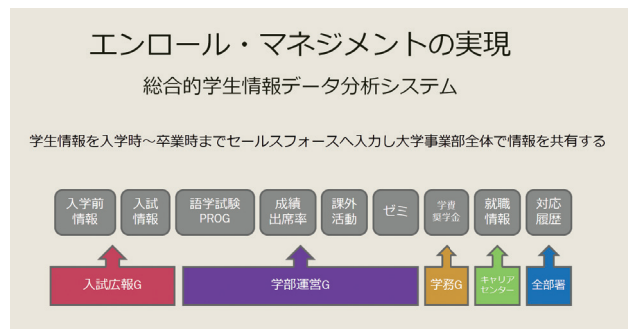 エンロール・マネジメントの実現
総合的学生情報データ分析システム
学生情報を入学時～卒業時までセールスフォースへ入力し大学事業部全体で情報を共有する
入学前
情報
入試
情報
語学試験
PROG
成績
出席率
課外
活動
ゼミ
学費
奨学金
就職
情報
対応
履歴
入試広報G
学部運営G
学務G
キャリア
センター
全部署